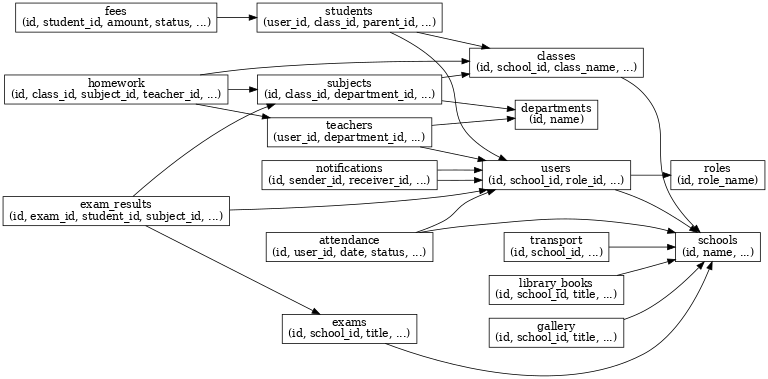 fees
(id, student_id, amount, status, ...)
students
(user_id, class_id, parent_id, ...)
classes
(id, school_id, class_name, ...)
homework
(id, class_id, subject_id, teacher_id, ...)
subjects
(id, class_id, department_id, ...)
departments
(id, name)
teachers
(user_id, department_id, ...)
notifications
(id, sender_id, receiver_id, ...)
users
(id, school_id, role_id, ...)
roles
(id, role_name)
exam_results
(id, exam_id, student_id, subject_id, ...)
attendance
(id, user_id, date, status, ...)
transport
(id, school_id, ...)
schools
(id, name, ...)
library_books
(id, school_id, title, ...)
exams
(id, school_id, title, ...)
gallery
(id, school_id, title, ...)